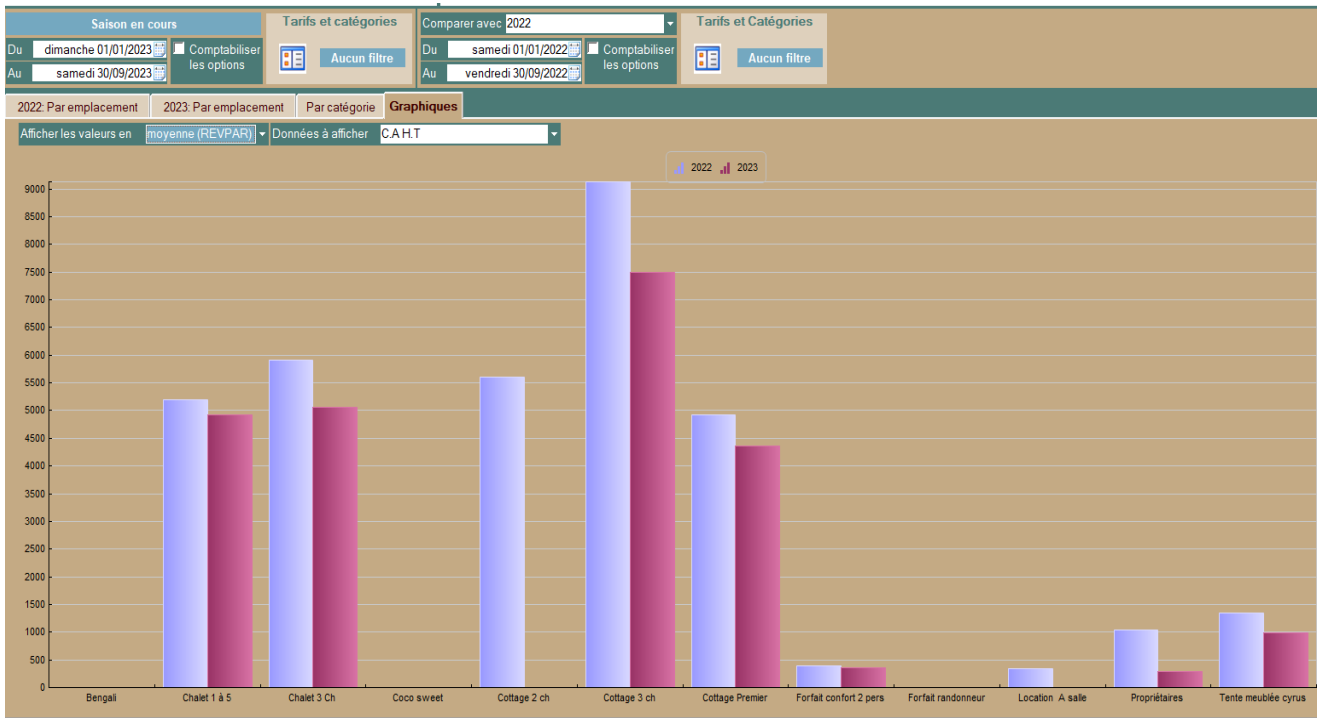 Saison en cours
Du dimanche 01/01/2023
Au samedi 30/09/2023
Comptabiliser
les options
Tarifs et catégories
Aucun filtre
Comparer avec 2022
Du samedi 01/01/2022
Au vendredi 30/09/2022
Comptabiliser
les options
Tarifs et Catégories
Aucun filtre
2022: Par emplacement 2023: Par emplacement Par catégorie Graphiques
Afficher les valeurs en moyenne (REVPAR) Données à afficher C.A H.T
2022 2023
9000
8500
8000
7500
7000
6500
6000
5500
5000
4500
4000
3500
3000
2500
2000
1500
1000
500
0
Bengali Chalet 1 à 5 Chalet 3 Ch Coco sweet Cottage 2 ch Cottage 3 ch Cottage Premier Forfait confort 2 pers Forfait randonneur Location A salle Propriétaires Tente meublée cyrus